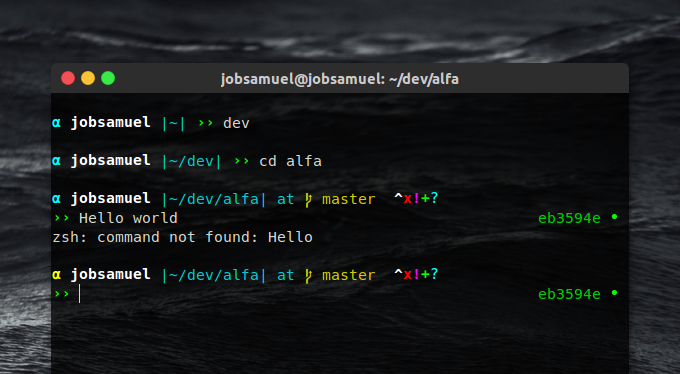 jobsamuel@jobsamuel: ~/dev/alfa
α jobsamuel |~| ›› dev
α jobsamuel |~/dev| ›› cd alfa
α jobsamuel |~/dev/alfa| at ᚶ master ^x!+?
›› Hello world eb3594e •
zsh: command not found: Hello
α jobsamuel |~/dev/alfa| at ᚶ master ^x!+?
›› eb3594e •